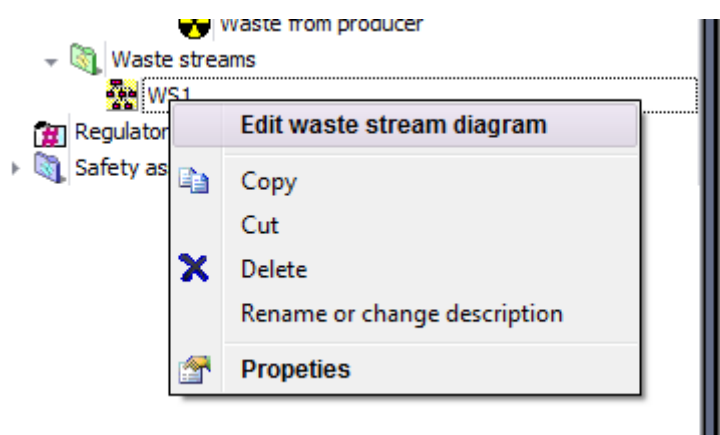 Waste from producer
Waste streams
WS1
Regulator
Safety as
Edit waste stream diagram
Copy
Cut
Delete
Rename or change description
Propeties